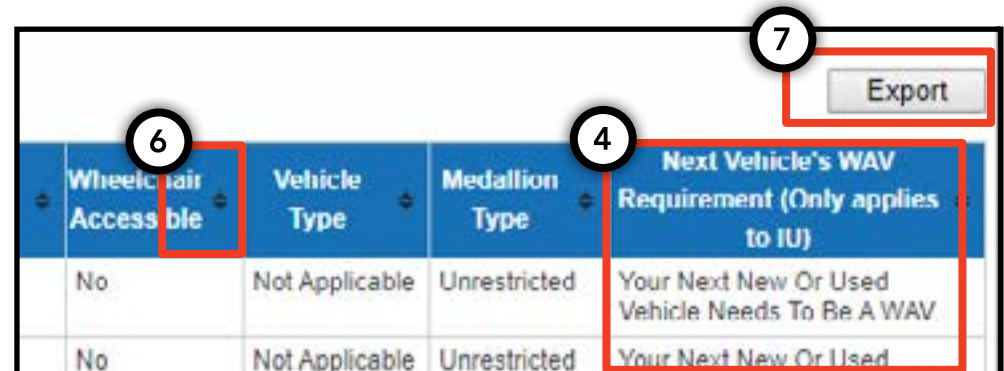 7
Export
6
4
Wheelchair
Accessible
Vehicle
Type
Medallion
Type
Next Vehicle's WAV
Requirement (Only applies
to IU)
No
Not Applicable
Unrestricted
Your Next New Or Used
Vehicle Needs To Be A WAV
No
Not Applicable
Unrestricted
Your Next New Or Used